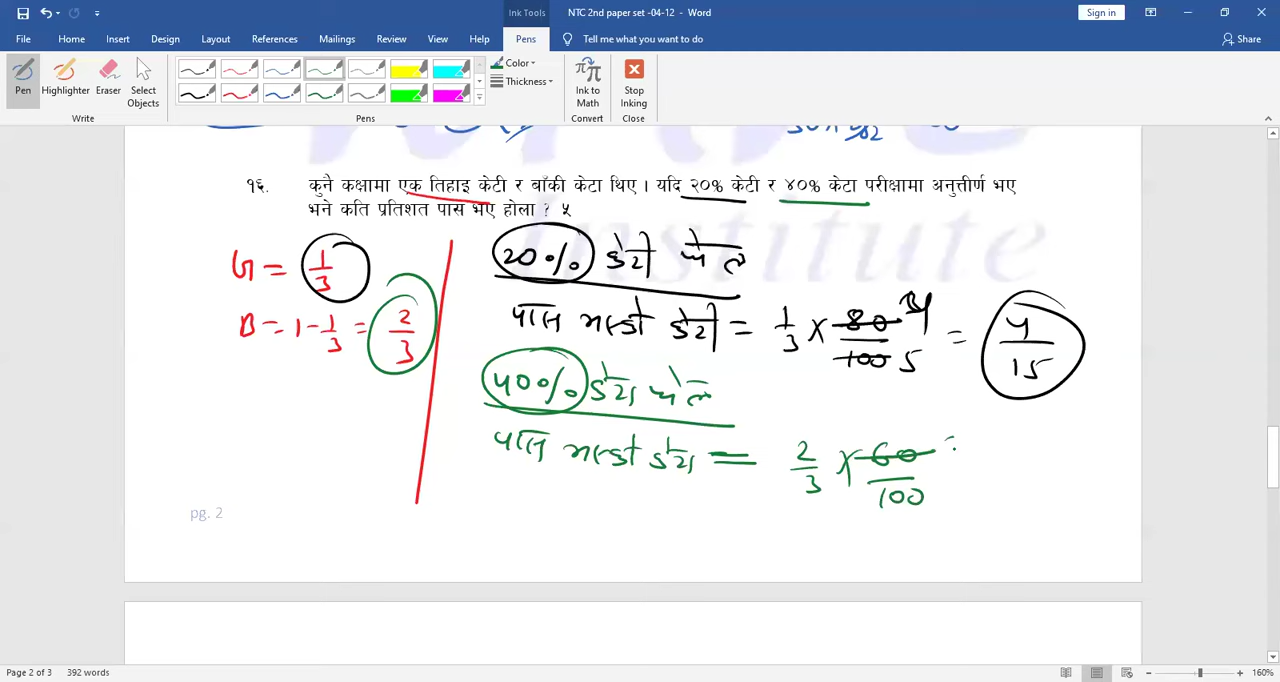 Ink Tools
NTC 2nd paper set -04-12 - Word
Sign in
File Home Insert Design Layout References Mailings Review View Help Pens Tell me what you want to do Share
Pen Highlighter Eraser Select Objects
Color
Thickness
Ink to Math
Stop Inking
Write Pens Convert Close
Institute
१६. कुनै कक्षामा एक तिहाइ केटी र बाँकी केटा थिए । यदि २०% केटी र ४०% केटा परीक्षामा अनुत्तीर्ण भए
भने कति प्रतिशत पास भए होला ? ५
G = 1/3
B = 1 - 1/3 = 2/3
20% केटी फेल
पास भएको केटी = 1/3 × 80/100 4/5 = 4/15
40% केटा फेल
पास भएको केटा = 2/3 × 60/100
pg. 2
Page 2 of 3 392 words 160%